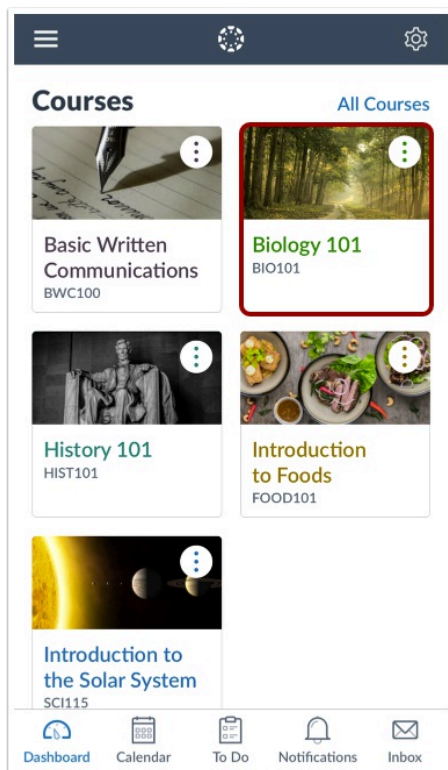 Courses
All Courses
Basic Written
Communications
BWC100
Biology 101
BIO101
History 101
HIST101
Introduction
to Foods
FOOD101
Introduction to
the Solar System
SCI115
Dashboard
Calendar
To Do
Notifications
Inbox